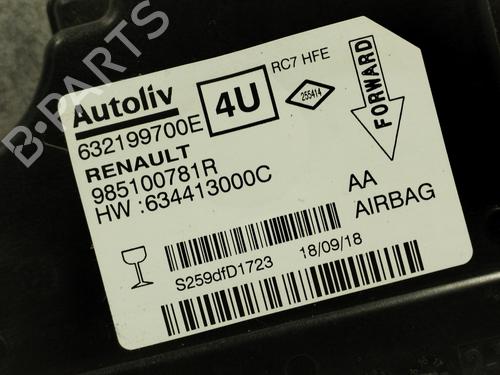 B-PARTS
Autoliv
4U
RC7 HFE
255414
FORWARD
632199700E
RENAULT
985100781R
HW :634413000C
AA
AIRBAG
S259dfD1723 18/09/18